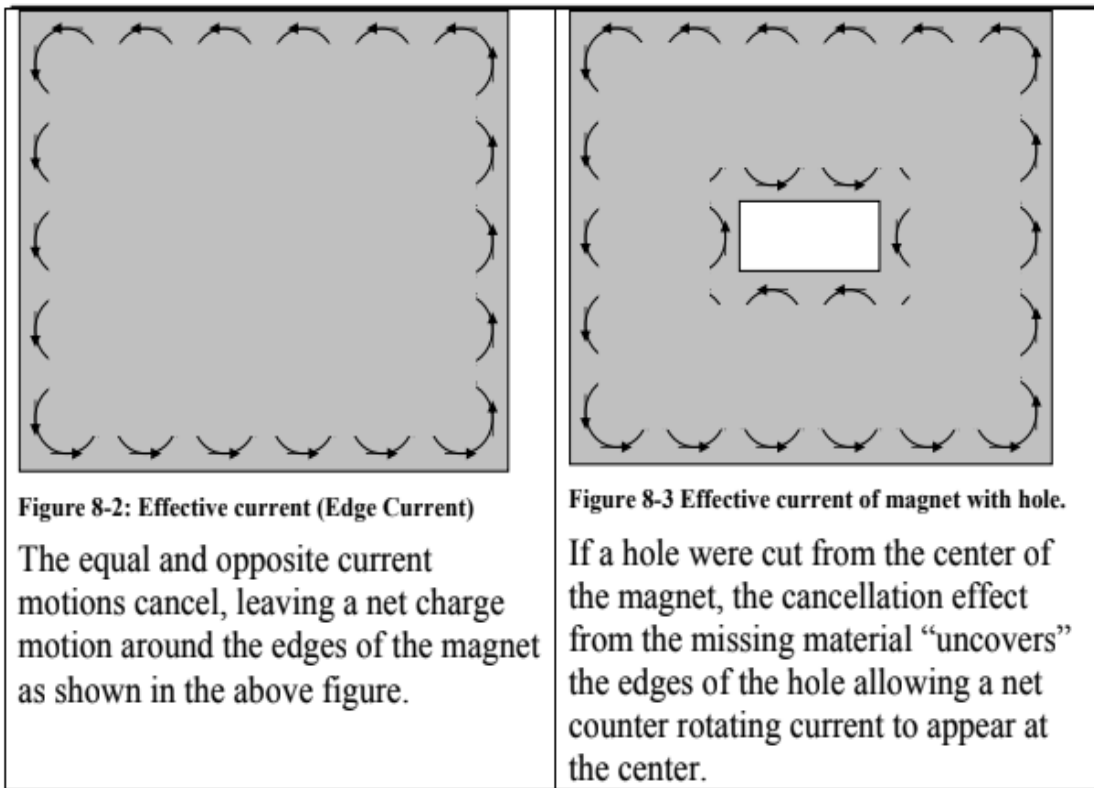 Figure 8-2: Effective current (Edge Current)
The equal and opposite current
motions cancel, leaving a net charge
motion around the edges of the magnet
as shown in the above figure.
Figure 8-3 Effective current of magnet with hole.
If a hole were cut from the center of
the magnet, the cancellation effect
from the missing material “uncovers”
the edges of the hole allowing a net
counter rotating current to appear at
the center.